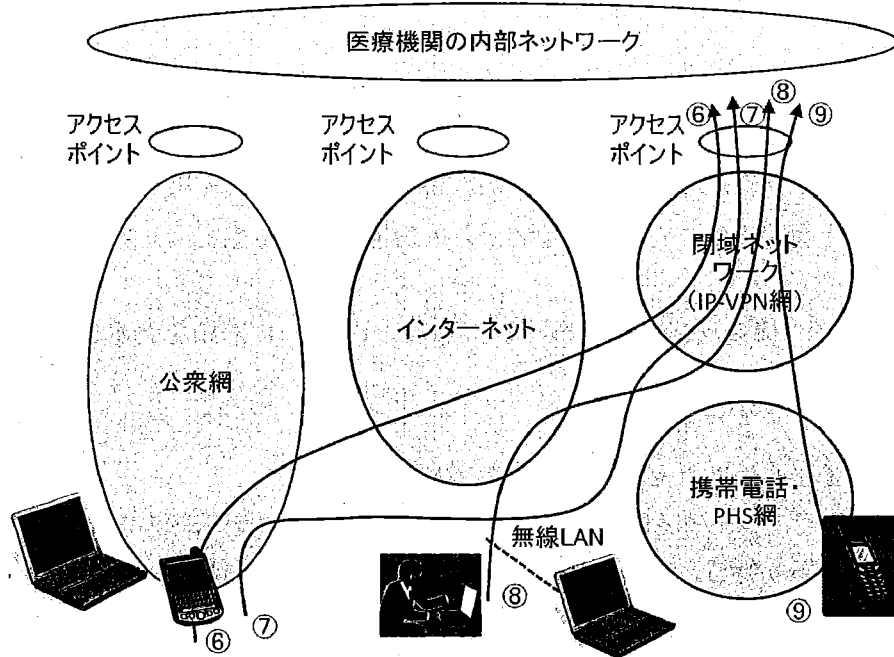 医療機関の内部ネットワーク
アクセス
ポイント
アクセス
ポイント
アクセス
ポイント
⑥
⑦
⑧
⑨
閉域ネット
ワーク
(IP-VPN網)
インターネット
公衆網
携帯電話・
PHS網
無線LAN
⑥
⑦
⑧
⑨